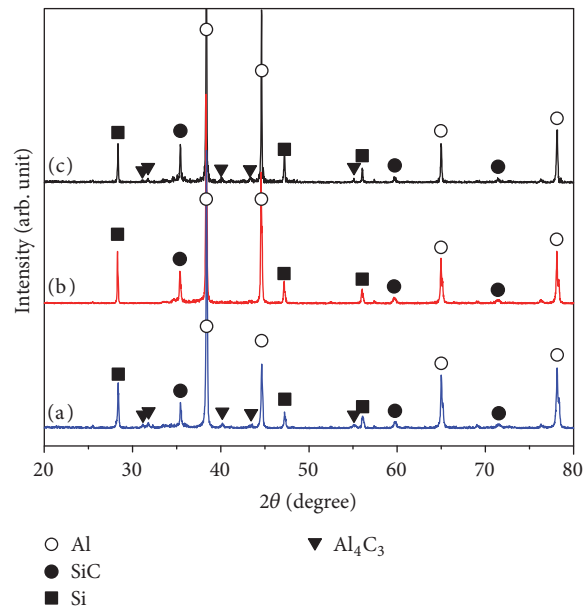 Intensity (arb. unit)
(c)
(b)
(a)
20 30 40 50 60 70 80
2θ (degree)
Al
SiC
Si
Al₄C₃